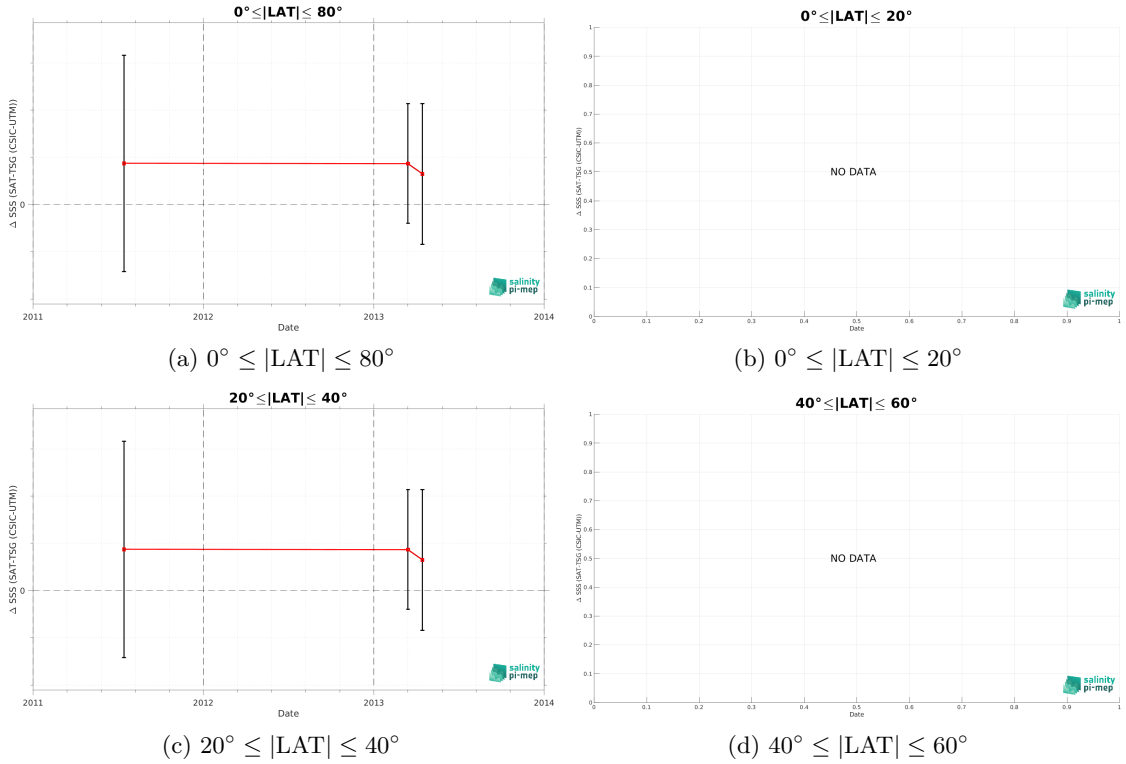 0°≤|LAT|≤ 80°
Δ SSS (SAT-TSG (CSIC-UTM))
0
2011 2012 2013 2014
Date
salinity
pi-mep
(a) 0° ≤ |LAT| ≤ 80°
0°≤|LAT|≤ 20°
Δ SSS (SAT-TSG (CSIC-UTM))
1
0.9
0.8
0.7
0.6
0.5
0.4
0.3
0.2
0.1
0
NO DATA
0 0.1 0.2 0.3 0.4 0.5 0.6 0.7 0.8 0.9 1
Date
salinity
pi-mep
(b) 0° ≤ |LAT| ≤ 20°
20°≤|LAT|≤ 40°
Δ SSS (SAT-TSG (CSIC-UTM))
0
2011 2012 2013 2014
Date
salinity
pi-mep
(c) 20° ≤ |LAT| ≤ 40°
40°≤|LAT|≤ 60°
Δ SSS (SAT-TSG (CSIC-UTM))
1
0.9
0.8
0.7
0.6
0.5
0.4
0.3
0.2
0.1
0
NO DATA
0 0.1 0.2 0.3 0.4 0.5 0.6 0.7 0.8 0.9 1
Date
salinity
pi-mep
(d) 40° ≤ |LAT| ≤ 60°